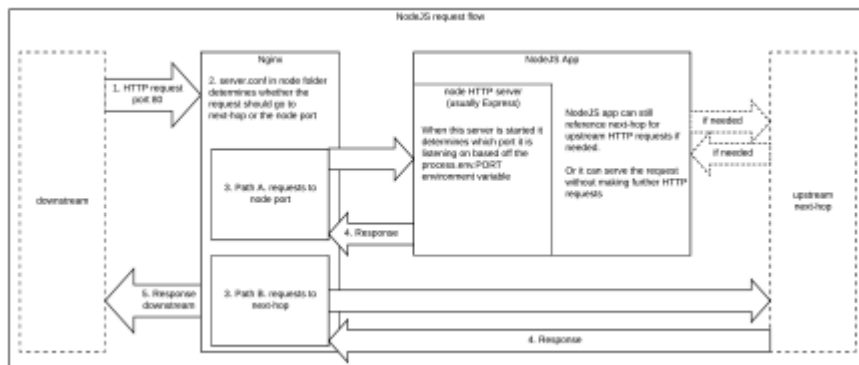 NodeJS request flow
downstream
1. HTTP request
port 80
Nginx
2. server.conf in node folder
determines whether the
request should go to
next-hop or the node port
3. Path A. requests to
node port
3. Path B. requests to
next-hop
5. Response
downstream
NodeJS App
node HTTP server
(usually Express)
When this server is started it
determines which port it is
listening on based off the
process.env.PORT
environment variable
NodeJS app can still
reference next-hop for
upstream HTTP requests if
needed.
Or it can serve the request
without making further HTTP
requests
4. Response
if needed
if needed
upstream
next-hop
4. Response